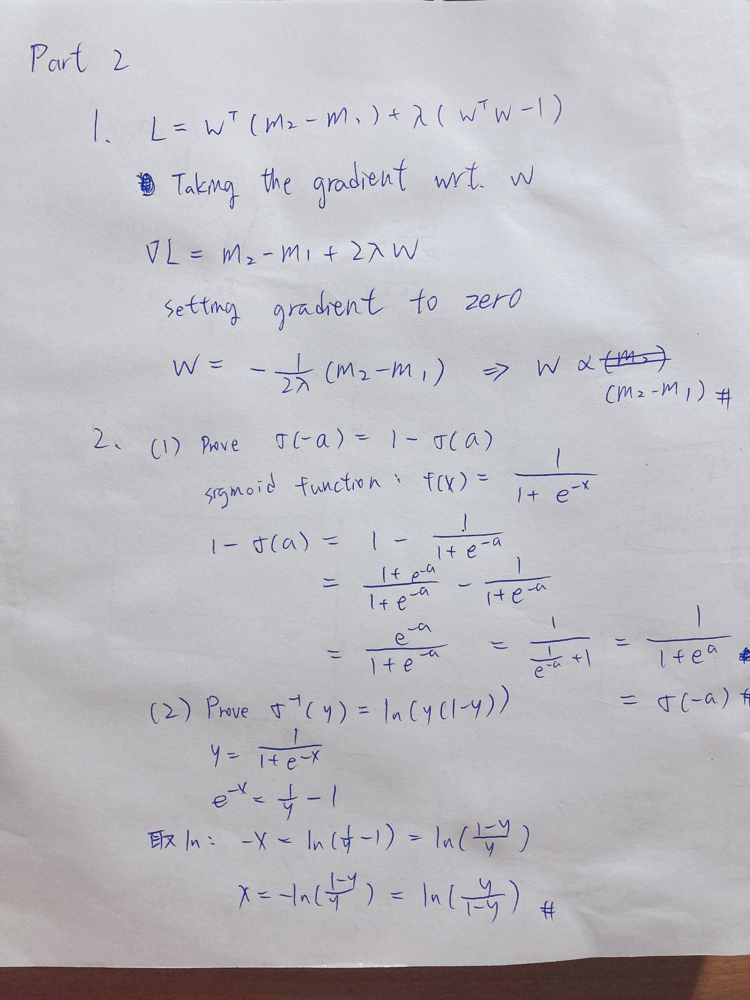 Part 2
1. L = wᵀ(m₂-m₁) + λ(wᵀw-1)
Taking the gradient wrt. w
∇L = m₂-m₁ + 2λw
setting gradient to zero
w = -1/2λ (m₂-m₁) ⇒ w ∝ (m₂)
(m₂-m₁) #
2. (1) Prove σ(-a) = 1 - σ(a)
sigmoid function : f(x) = 1/(1+e⁻ˣ)
1 - σ(a) = 1 - 1/(1+e⁻ᵃ)
= (1+e⁻ᵃ)/(1+e⁻ᵃ) - 1/(1+e⁻ᵃ)
= e⁻ᵃ/(1+e⁻ᵃ) = 1/(1/e⁻ᵃ+1) = 1/(1+eᵃ)
= σ(-a) #
(2) Prove σ⁻¹(y) = ln(y(1-y))
y = 1/(1+e⁻ˣ)
e⁻ˣ = 1/y - 1
取ln: -x = ln(1/y-1) = ln((1-y)/y)
x = -ln((1-y)/y) = ln(y/(1-y)) #